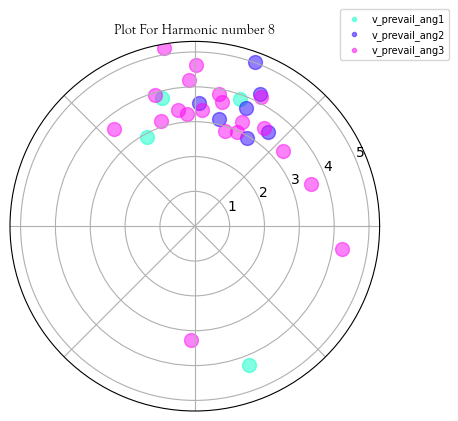 v_prevail_ang1
v_prevail_ang2
v_prevail_ang3
Plot For Harmonic number 8
5
4
3
2
1